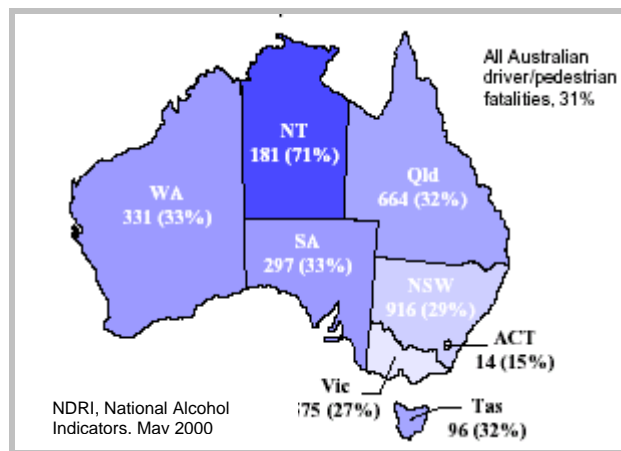 All Australian
driver/pedestrian
fatalities, 31%
NT
181 (71%)
Qld
664 (32%)
WA
331 (33%)
SA
297 (33%)
NSW
916 (29%)
ACT
14 (15%)
Vic
575 (27%)
Tas
96 (32%)
NDRI, National Alcohol
Indicators. May 2000